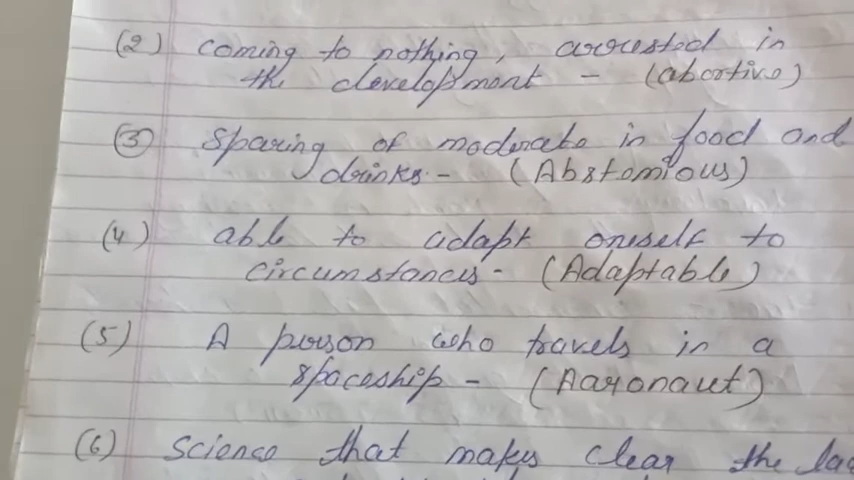 (2) coming to nothing, arrested in
the development - (abortive)
(3) sparing of moderate in food and
drinks - (Abstomious)
(4) able to adapt oneself to
circumstances - (Adaptable)
(5) A person who travels in a
spaceship - (Aaronaut)
(6) science that makes clear the